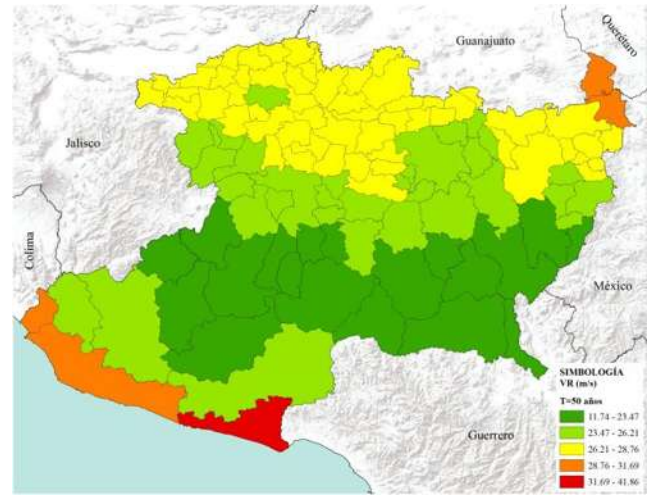 Querétaro
Guanajuato
Jalisco
Colima
México
Guerrero
SIMBOLOGÍA
VR (m/s)
T=50 años
11.74 - 23.47
23.47 - 26.21
26.21 - 28.76
28.76 - 31.69
31.69 - 41.86